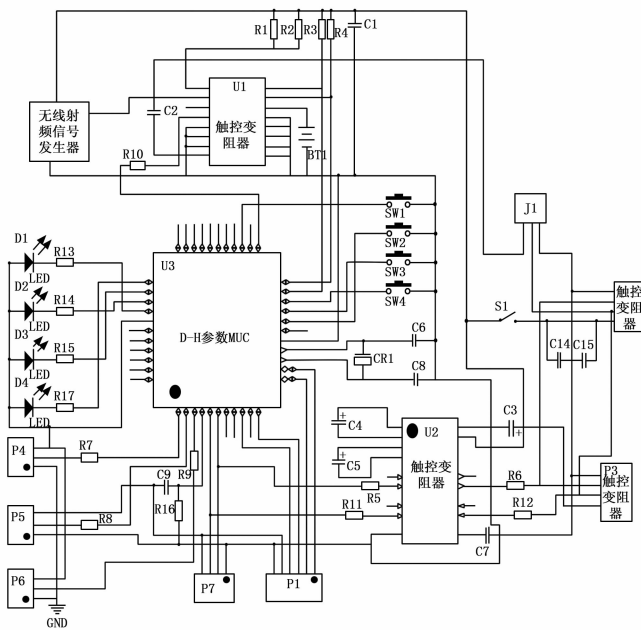 R1
R2
R3
R4
C1
U1
C2
无线射
频信号
发生器
触控变
阻器
BT1
R10
SW1
J1
D1
R13
LED
U3
SW2
D2
R14
LED
SW3
触控
变阻
器
S1
SW4
D3
R15
LED
D-H参数MUC
C6
CR1
C14
C15
D4
R17
LED
C8
C4
U2
C3
P4
R7
C5
触控变
阻器
P3
触控
变阻
器
R9
C9
R5
R6
P5
R8
R16
R11
R12
C7
P6
P7
P1
GND